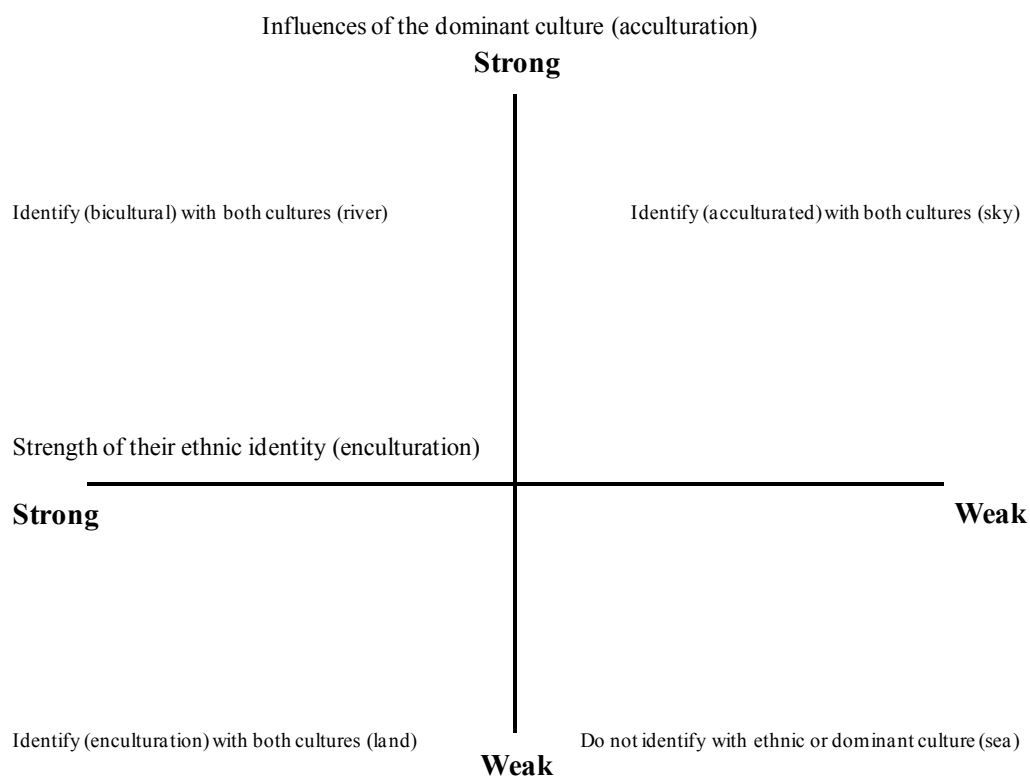 Influences of the dominant culture (acculturation)
Strong
Identify (bicultural) with both cultures (river)
Identify (acculturated) with both cultures (sky)
Strength of their ethnic identity (enculturation)
Strong
Weak
Identify (enculturation) with both cultures (land)
Do not identify with ethnic or dominant culture (sea)
Weak